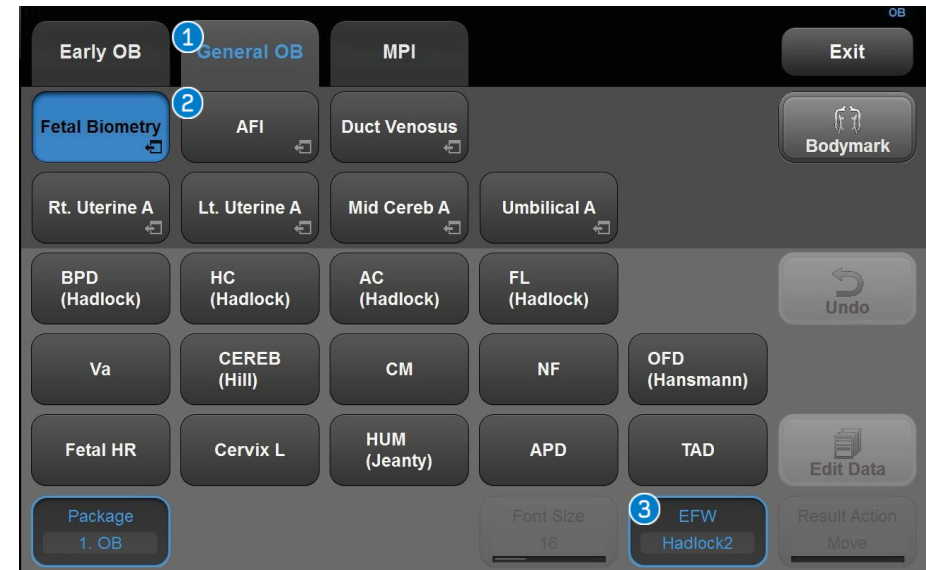 OB
Early OB
1
General OB
MPI
Exit
Fetal Biometry
2
AFI
Duct Venosus
Bodymark
Rt. Uterine A
Lt. Uterine A
Mid Cereb A
Umbilical A
BPD
(Hadlock)
HC
(Hadlock)
AC
(Hadlock)
FL
(Hadlock)
Undo
Va
CEREB
(Hill)
CM
NF
OFD
(Hansmann)
Fetal HR
Cervix L
HUM
(Jeanty)
APD
TAD
Edit Data
Package
1. OB
Font Size
16
3
EFW
Hadlock2
Result Action
Move